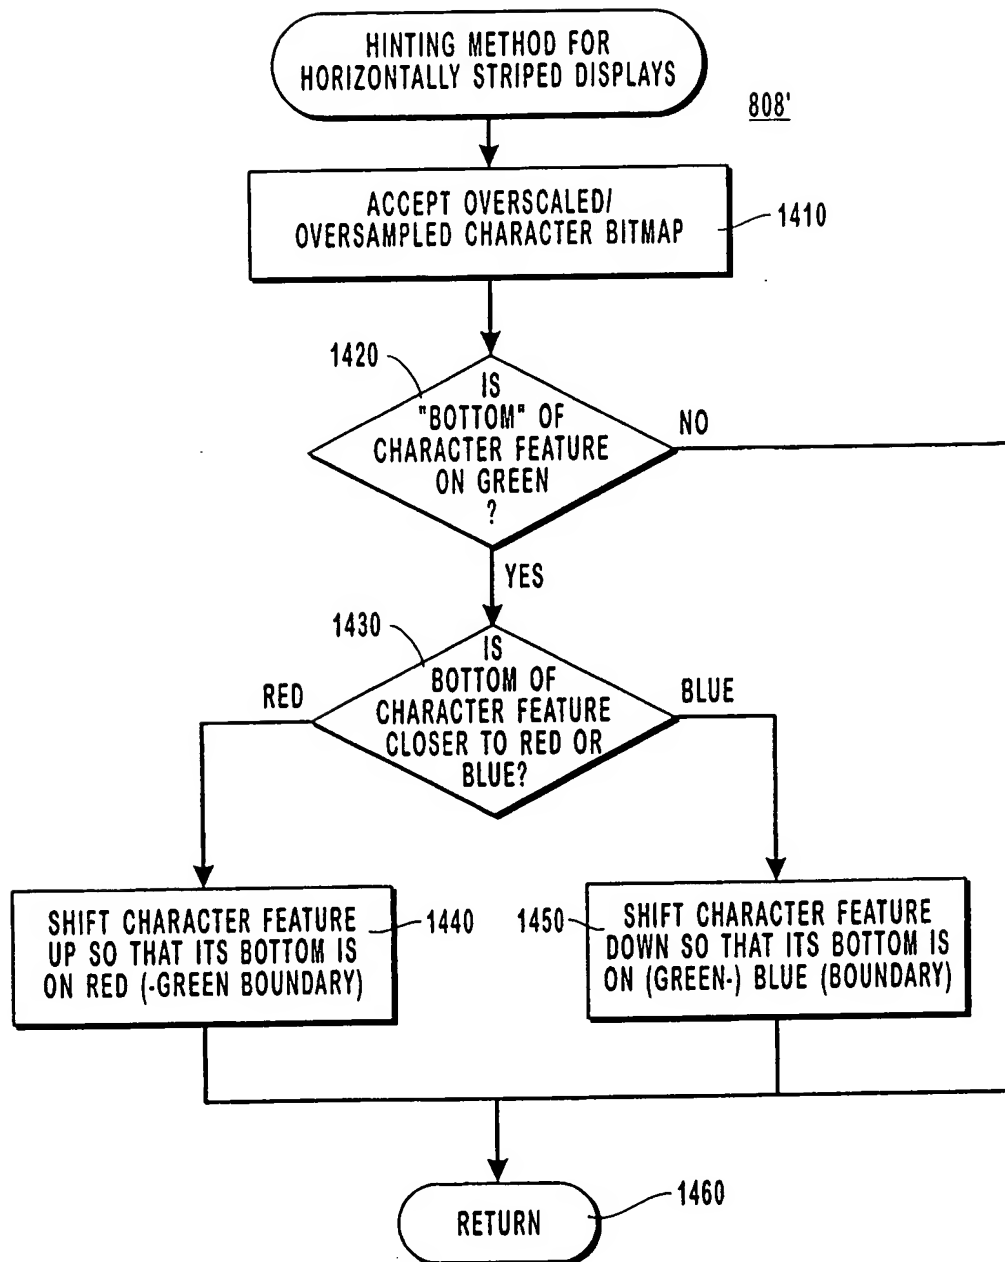 HINTING METHOD FOR
HORIZONTALLY STRIPED DISPLAYS
808'
ACCEPT OVERSCALED/
OVERSAMPLED CHARACTER BITMAP
1410
1420
IS
"BOTTOM" OF
CHARACTER FEATURE
ON GREEN
?
NO
YES
1430
IS
BOTTOM OF
CHARACTER FEATURE
CLOSER TO RED OR
BLUE?
RED
BLUE
SHIFT CHARACTER FEATURE
UP SO THAT ITS BOTTOM IS
ON RED (-GREEN BOUNDARY)
1440
1450
SHIFT CHARACTER FEATURE
DOWN SO THAT ITS BOTTOM IS
ON (GREEN-) BLUE (BOUNDARY)
RETURN
1460